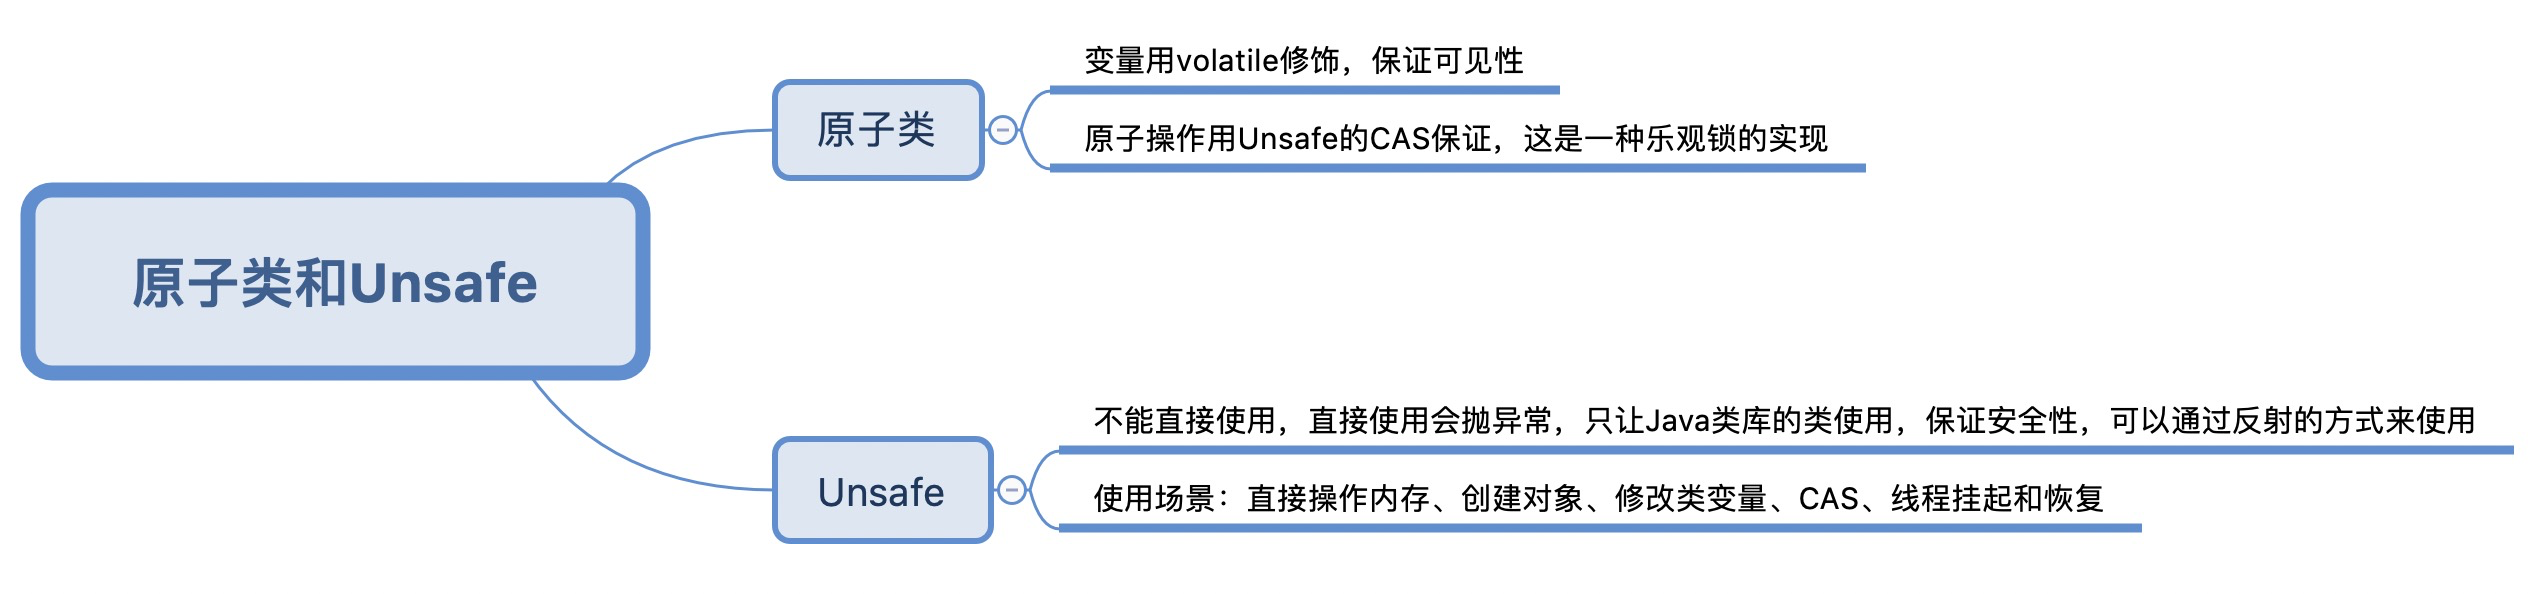 原子类和Unsafe
原子类
变量用volatile修饰，保证可见性
原子操作用Unsafe的CAS保证，这是一种乐观锁的实现
Unsafe
不能直接使用，直接使用会抛异常，只让Java类库的类使用，保证安全性，可以通过反射的方式来使用
使用场景：直接操作内存、创建对象、修改类变量、CAS、线程挂起和恢复